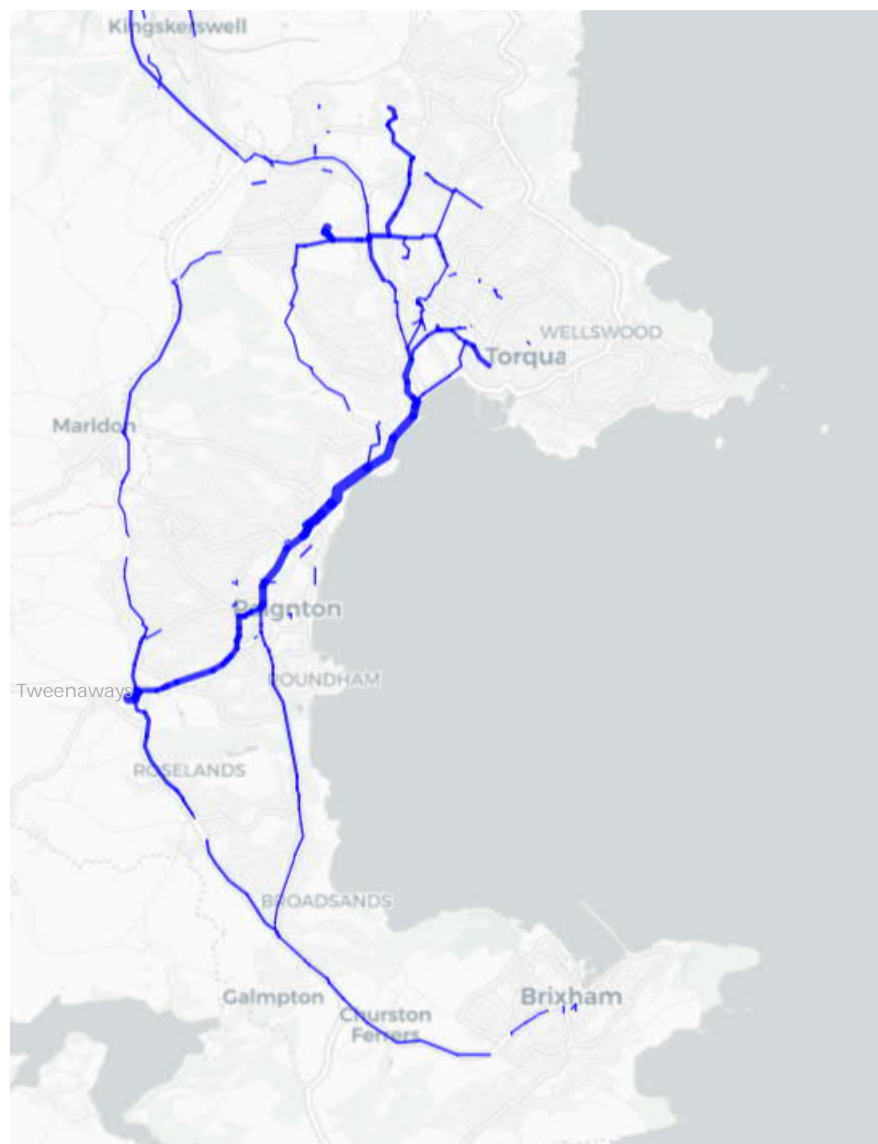 Kingskerswell
WELLSWOOD
Torqua
Marldon
Paignton
Tweenaways
ROUNDHAM
ROSELANDS
BROADSANDS
Galmpton
Brixham
Churston
Ferrers